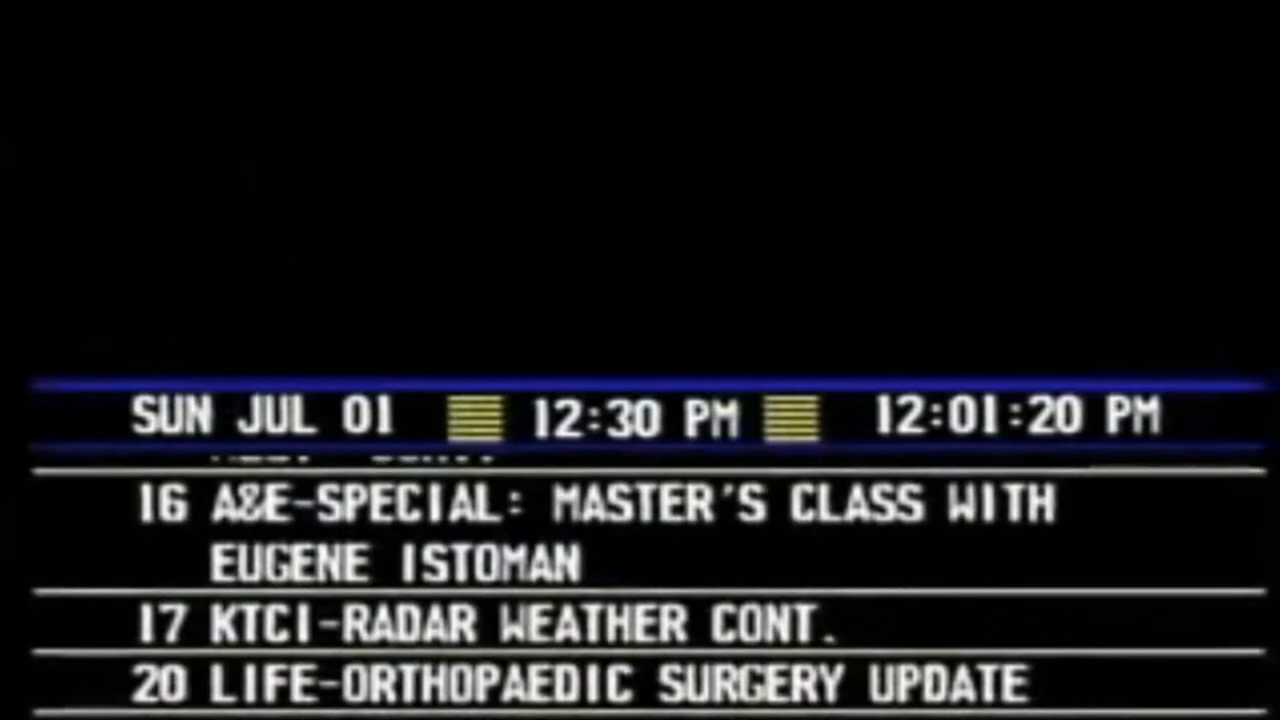 SUN JUL 01 12:30 PM 12:01:20 PM
16 A&E-SPECIAL: MASTER'S CLASS WITH
EUGENE ISTOMAN
17 KTCI-RADAR WEATHER CONT.
20 LIFE-ORTHOPAEDIC SURGERY UPDATE